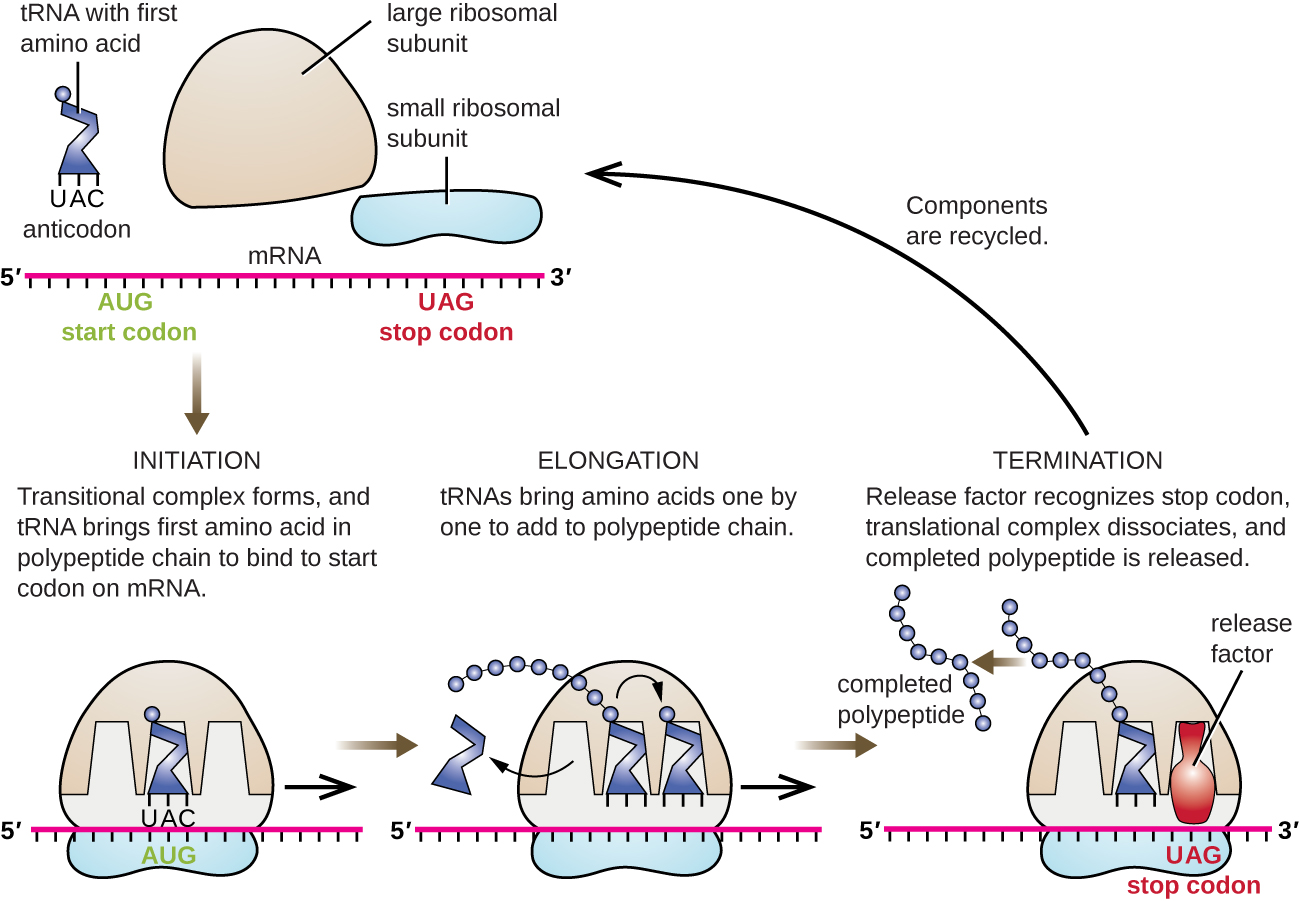 tRNA with first
amino acid
large ribosomal
subunit
small ribosomal
subunit
UAC
anticodon
mRNA
5′
3′
AUG
start codon
UAG
stop codon
Components
are recycled.
INITIATION
Transitional complex forms, and
tRNA brings first amino acid in
polypeptide chain to bind to start
codon on mRNA.
ELONGATION
tRNAs bring amino acids one by
one to add to polypeptide chain.
TERMINATION
Release factor recognizes stop codon,
translational complex dissociates, and
completed polypeptide is released.
UAC
5′
AUG
5′
completed
polypeptide
release
factor
5′
3′
UAG
stop codon